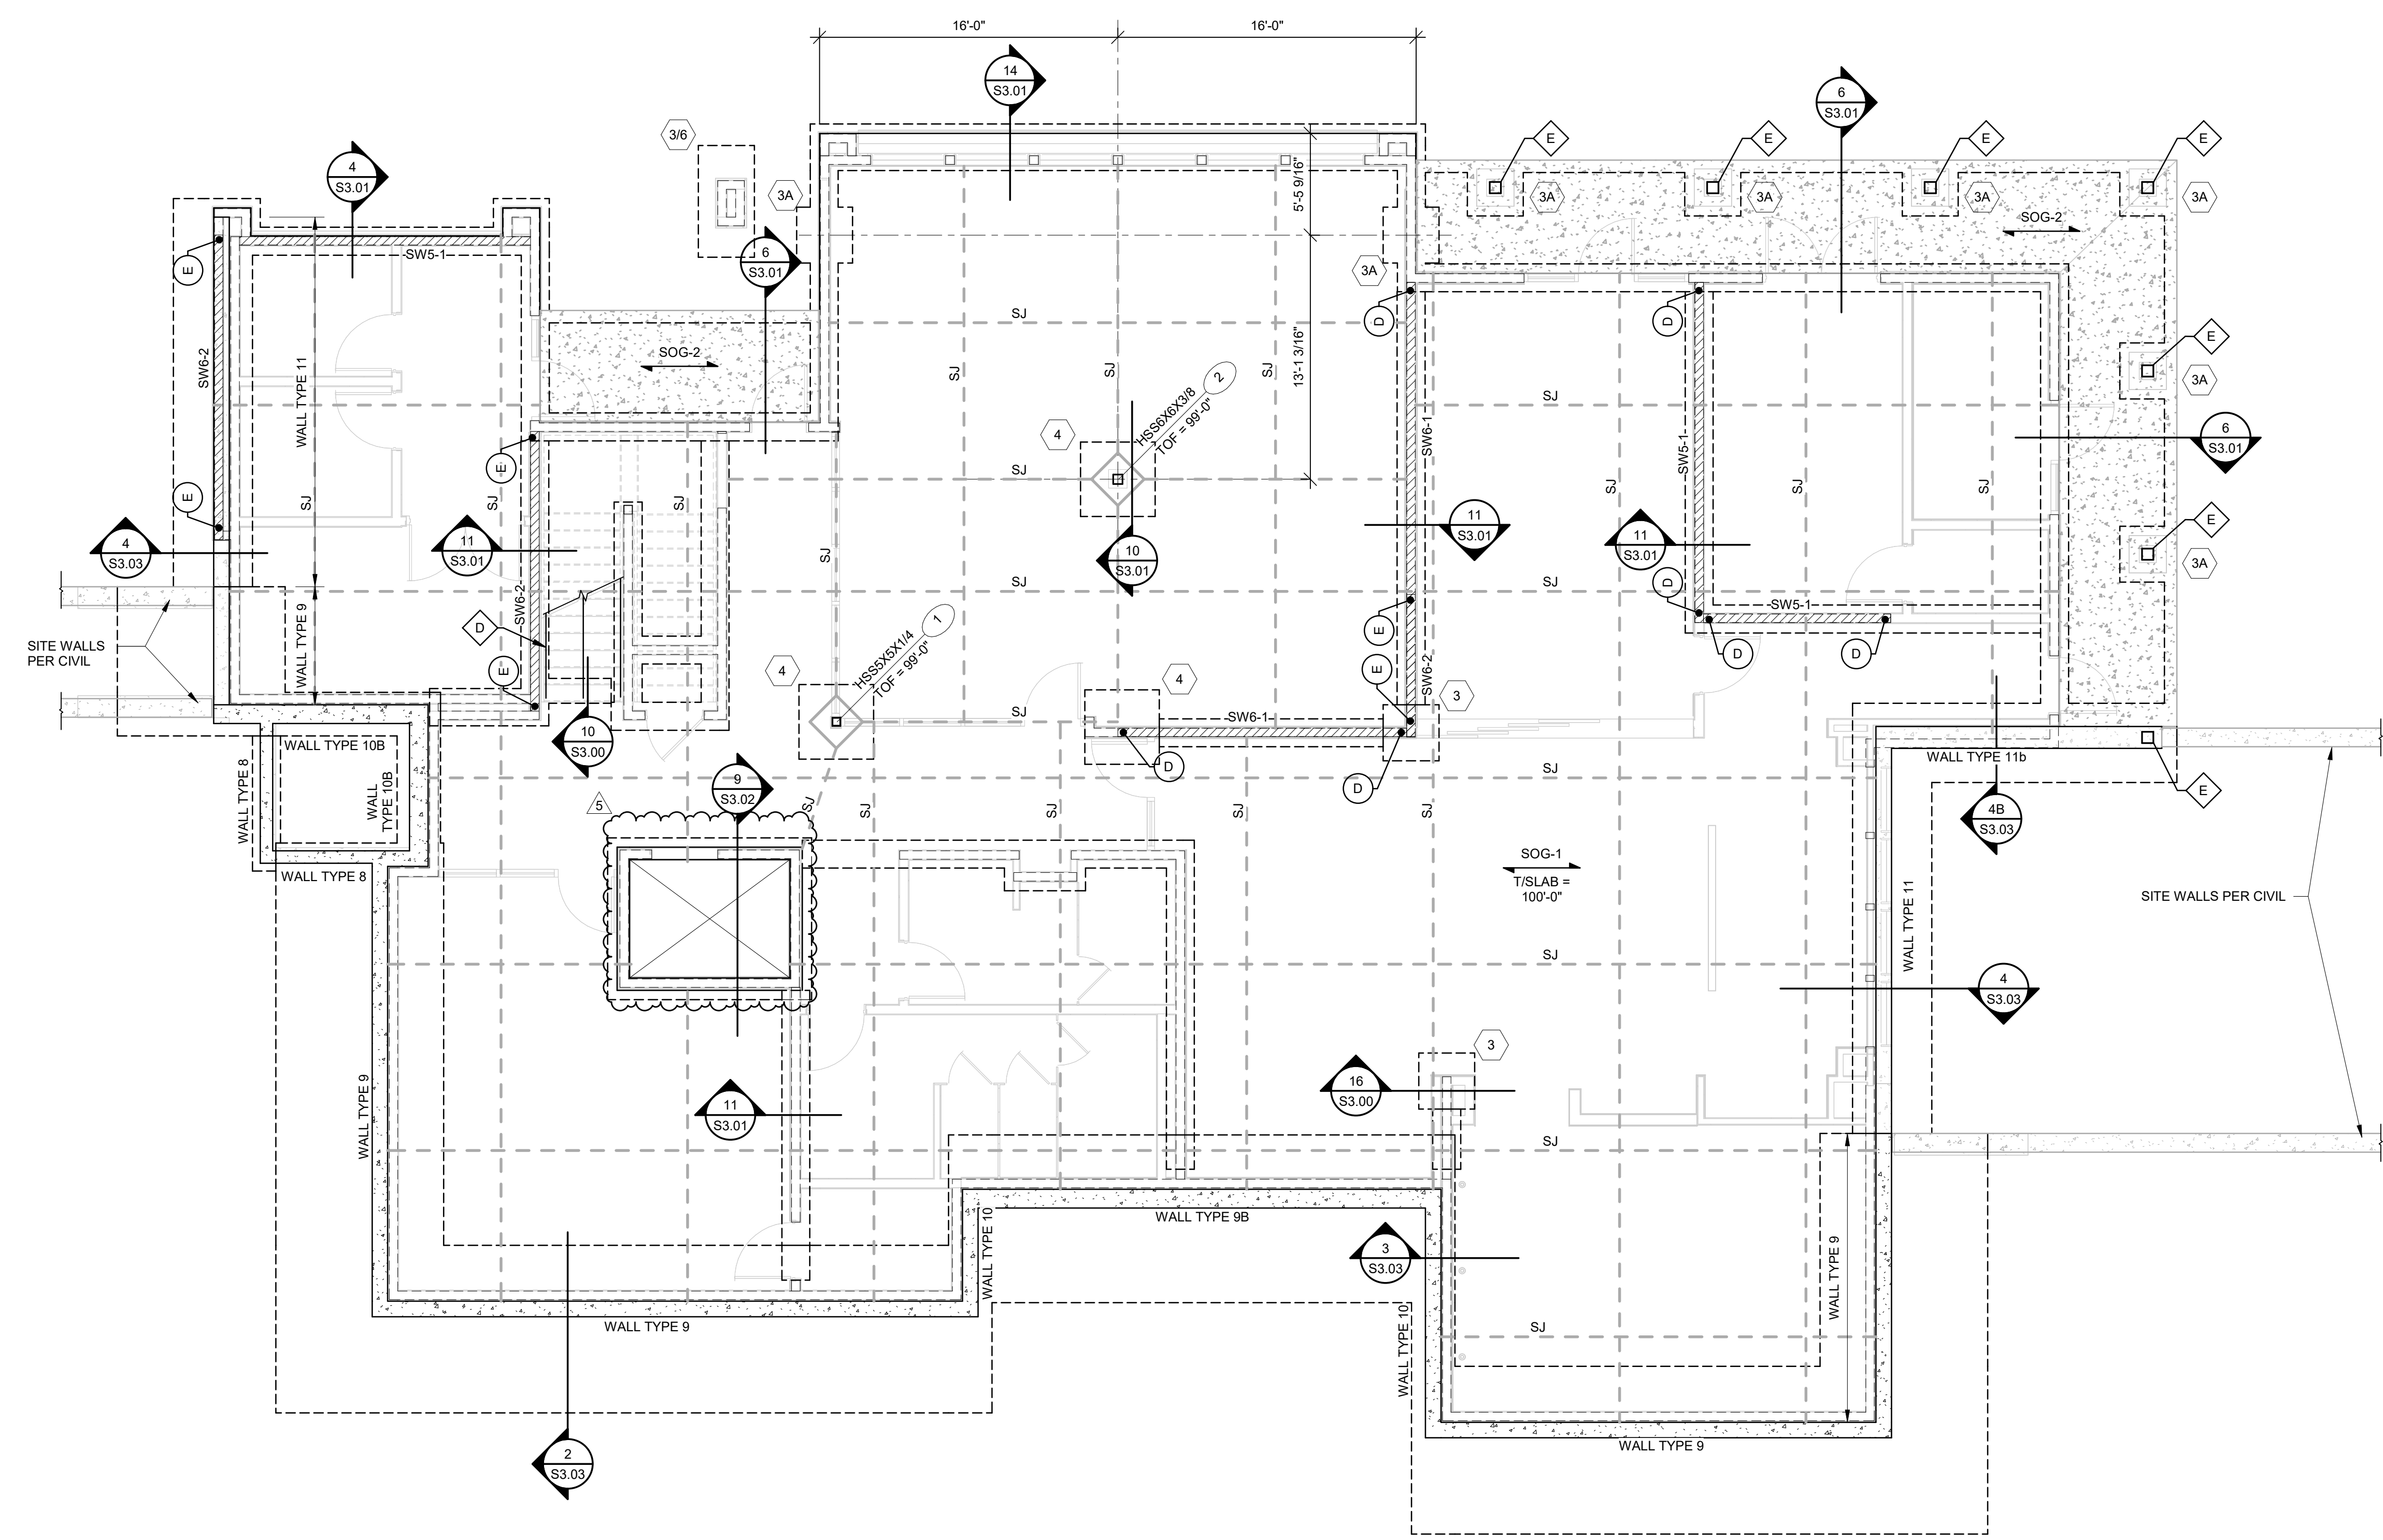 16'-0"
16'-0"
14
S3.01
6
S3.01
3/6
E
E
E
E
4
S3.01
5'-5 9/16"
3A
3A
3A
3A
3A
SOG-2
E
SW5-1
6
S3.01
3A
D
D
SJ
SOG-2
E
SW6-2
WALL TYPE 11
13'-1 3/16"
SJ
SJ
SJ
HSS6X6X3/8
TOF = 99'-0"
2
3A
SJ
4
SW6-1
SW5-1
6
S3.01
E
SJ
E
SJ
SJ
SJ
SJ
SJ
SJ
E
4
S3.03
11
S3.01
SJ
10
S3.01
11
S3.01
11
S3.01
3A
SJ
SJ
D
WALL TYPE 9
SW6-2
D
HSS5X5X1/4
TOF = 99'-0"
1
E
SW5-1
SITE WALLS
PER CIVIL
E
4
4
E
SW6-2
3
D
D
SJ
SW6-1
WALL TYPE 10B
10
S3.00
D
D
WALL TYPE 11b
SJ
E
WALL TYPE 8
WALL
TYPE 10B
9
S3.02
5
SJ
SJ
SJ
SJ
SJ
4B
S3.03
WALL TYPE 8
SOG-1
T/SLAB =
100'-0"
SITE WALLS PER CIVIL
WALL TYPE 11
SJ
4
S3.03
3
WALL TYPE 9
11
S3.01
16
S3.00
SJ
WALL TYPE 10
WALL TYPE 9B
3
S3.03
WALL TYPE 9
WALL TYPE 9
WALL TYPE 10
SJ
WALL TYPE 9
2
S3.03